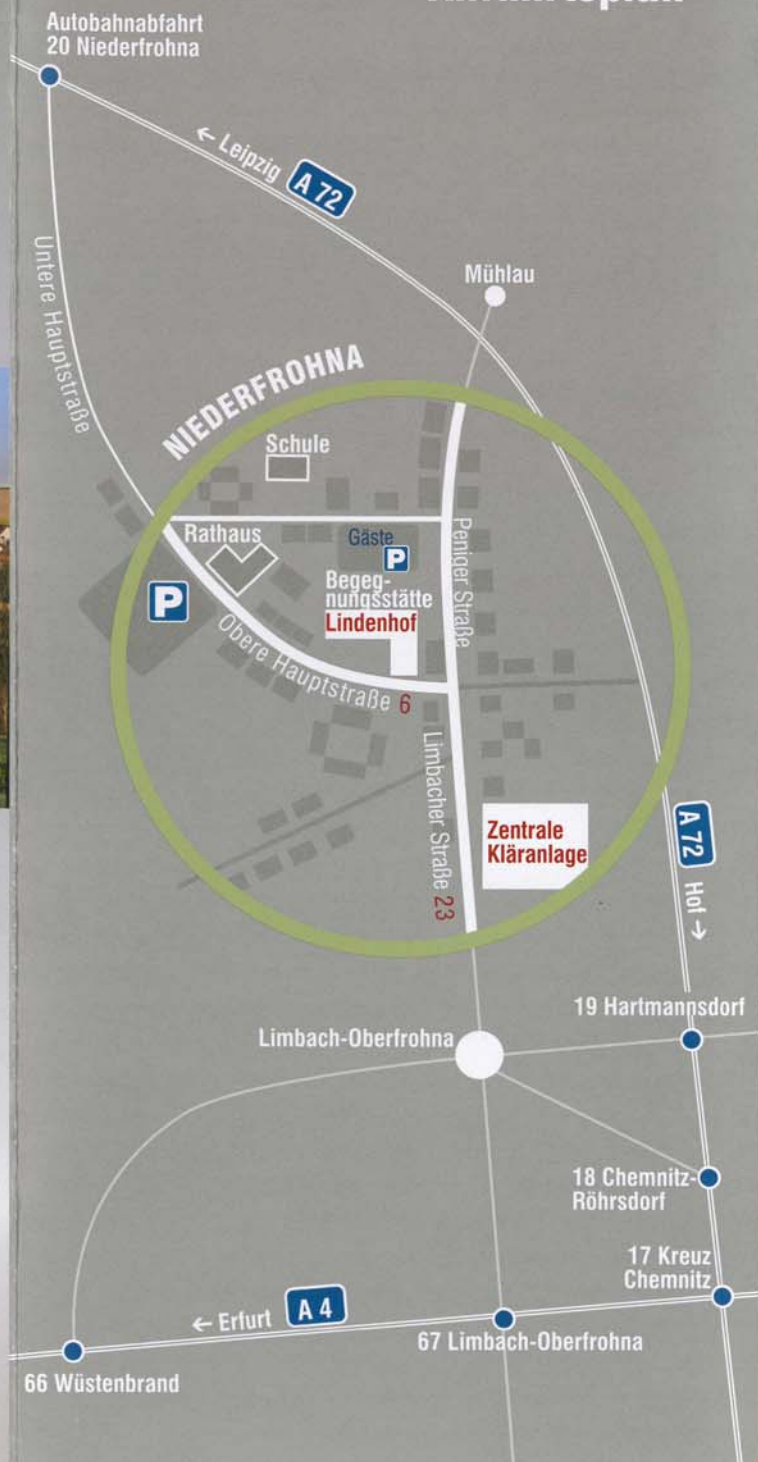 Autobahnabfahrt
20 Niederfrohna
← Leipzig
A 72
Untere Hauptstraße
Mühlau
NIEDERFROHNA
Schule
Rathaus
Gäste
P
P
Begeg-
nungsstätte
Lindenhof
Peniger Straße
Obere Hauptstraße 6
Limbacher Straße 23
Zentrale
Kläranlage
A 72
Hof →
19 Hartmannsdorf
Limbach-Oberfrohna
18 Chemnitz-
Röhrsdorf
17 Kreuz
Chemnitz
← Erfurt
A 4
67 Limbach-Oberfrohna
66 Wüstenbrand